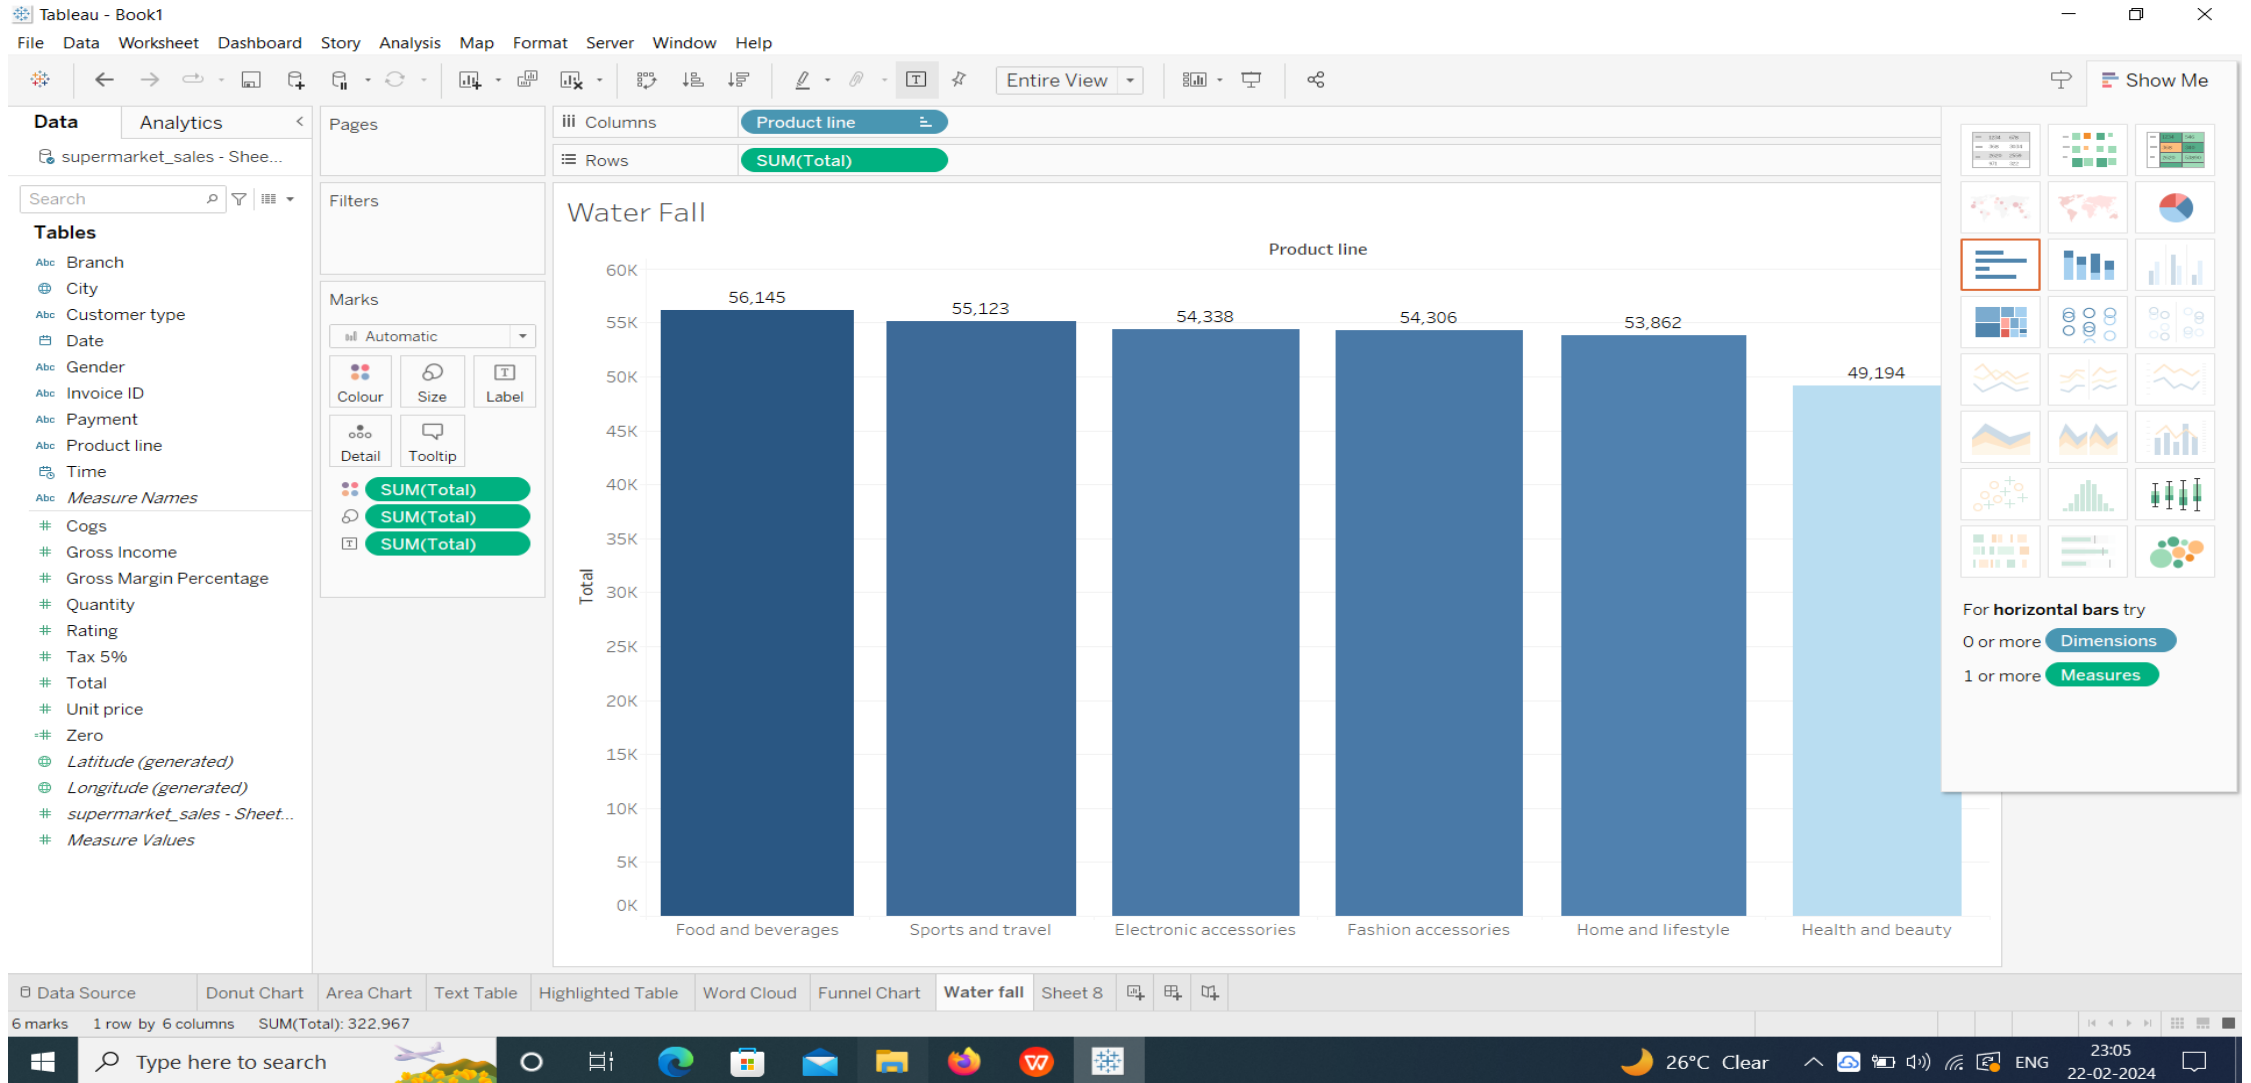 Tableau - Book1
File Data Worksheet Dashboard Story Analysis Map Format Server Window Help
Entire View
Show Me
Data Analytics
supermarket_sales - Shee...
Search
Tables
Abc Branch
City
Abc Customer type
Date
Abc Gender
Abc Invoice ID
Abc Payment
Abc Product line
Time
Abc Measure Names
# Cogs
# Gross Income
# Gross Margin Percentage
# Quantity
# Rating
# Tax 5%
# Total
# Unit price
=# Zero
Latitude (generated)
Longitude (generated)
# supermarket_sales - Sheet...
# Measure Values
Pages
Filters
Marks
Automatic
Colour Size Label
Detail Tooltip
SUM(Total)
SUM(Total)
SUM(Total)
Columns Product line
Rows SUM(Total)
Water Fall
Product line
60K
55K
50K
45K
40K
35K
30K
25K
20K
15K
10K
5K
0K
Total
56,145
55,123
54,338
54,306
53,862
49,194
Food and beverages
Sports and travel
Electronic accessories
Fashion accessories
Home and lifestyle
Health and beauty
For horizontal bars try
0 or more Dimensions
1 or more Measures
Data Source Donut Chart Area Chart Text Table Highlighted Table Word Cloud Funnel Chart Water fall Sheet 8
6 marks 1 row by 6 columns SUM(Total): 322,967
Type here to search
26°C Clear
ENG
23:05
22-02-2024